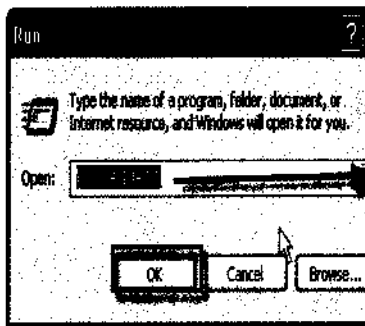 Run ?
Type the name of a program, folder, document, or
Internet resource, and Windows will open it for you.
Open:
OK Cancel Browse...